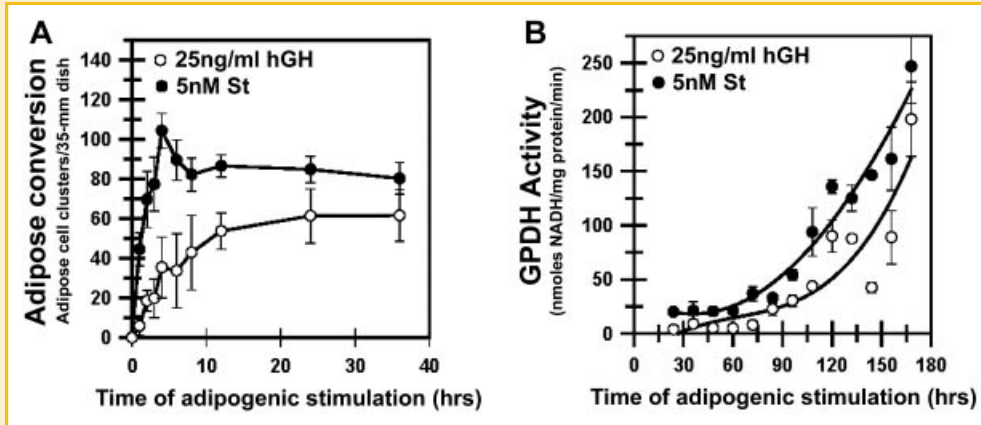 A
Adipose conversion
Adipose cell clusters/35-mm dish
140
120
100
80
60
40
20
0
25ng/ml hGH
5nM St
0 10 20 30 40
Time of adipogenic stimulation (hrs)
B
GPDH Activity
(nmoles NADH/mg protein/min)
250
200
150
100
50
0
25ng/ml hGH
5nM St
0 30 60 90 120 150 180
Time of adipogenic stimulation (hrs)